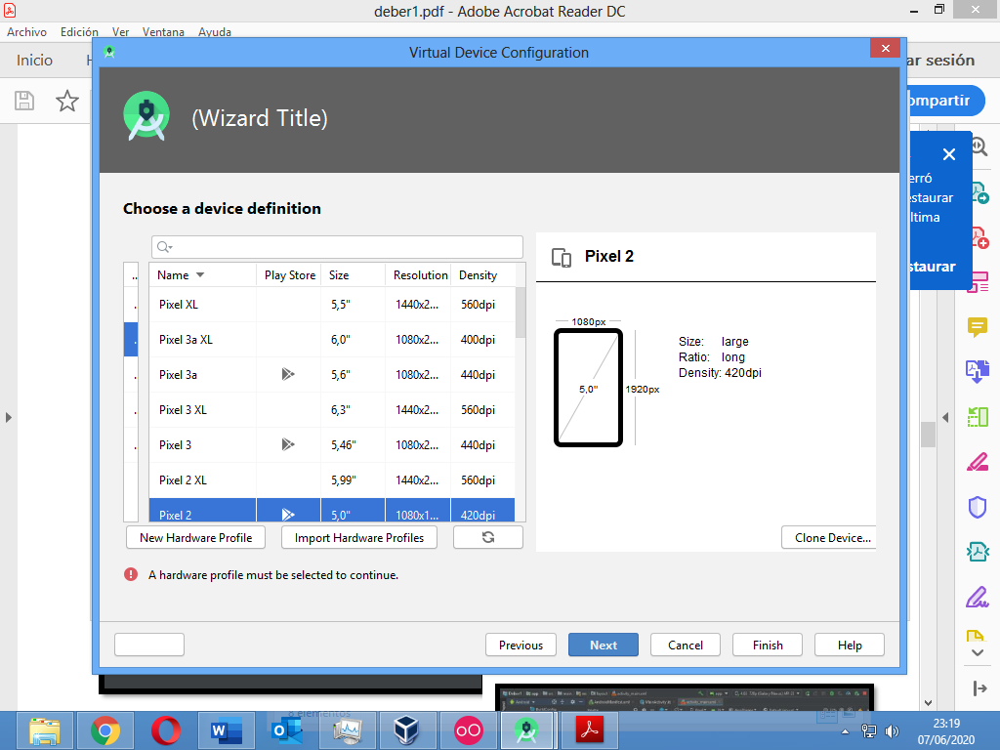 deber1.pdf - Adobe Acrobat Reader DC
Archivo Edición Ver Ventana Ayuda
Inicio
ar sesión
Virtual Device Configuration
(Wizard Title)
ompartir
erró
estaurar
ltima
staurar
Choose a device definition
.. Name Play Store Size Resolution Density
Pixel XL 5,5" 1440x2... 560dpi
Pixel 3a XL 6,0" 1080x2... 400dpi
Pixel 3a 5,6" 1080x2... 440dpi
Pixel 3 XL 6,3" 1440x2... 560dpi
Pixel 3 5,46" 1080x2... 440dpi
Pixel 2 XL 5,99" 1440x2... 560dpi
Pixel 2 5,0" 1080x1... 420dpi
Pixel 2
1080px
5,0"
1920px
Size: large
Ratio: long
Density: 420dpi
New Hardware Profile Import Hardware Profiles
Clone Device...
A hardware profile must be selected to continue.
Previous Next Cancel Finish Help
8 elementos
23:19
07/06/2020